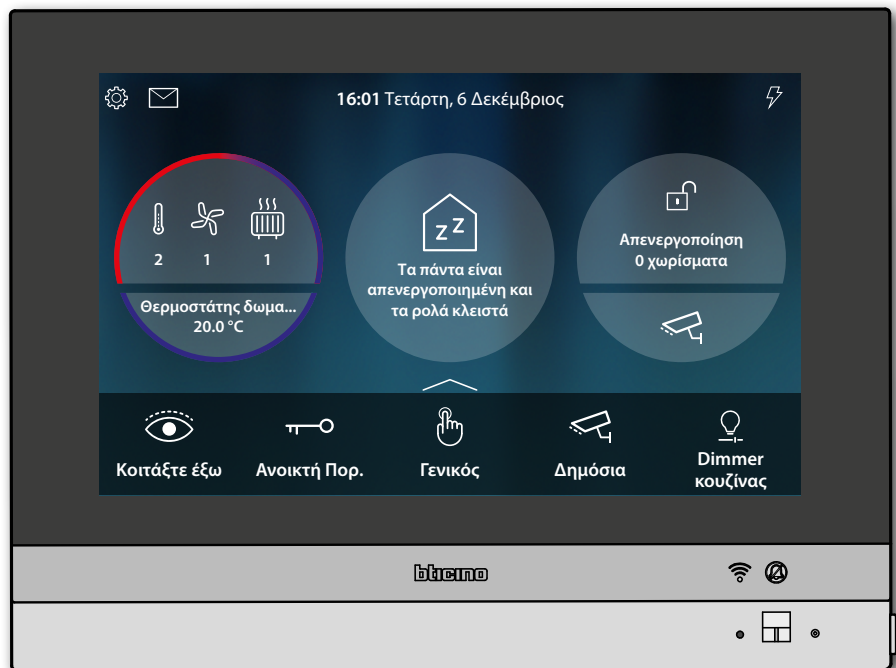 16:01 Τετάρτη, 6 Δεκέμβριος
2 1 1
Θερμοστάτης δωμα...
20.0 °C
z z
Τα πάντα είναι
απενεργοποιημένη και
τα ρολά κλειστά
Απενεργοποίηση
0 χωρίσματα
Κοιτάξτε έξω
Ανοικτή Πορ.
Γενικός
Δημόσια
Dimmer
κουζίνας
bticino